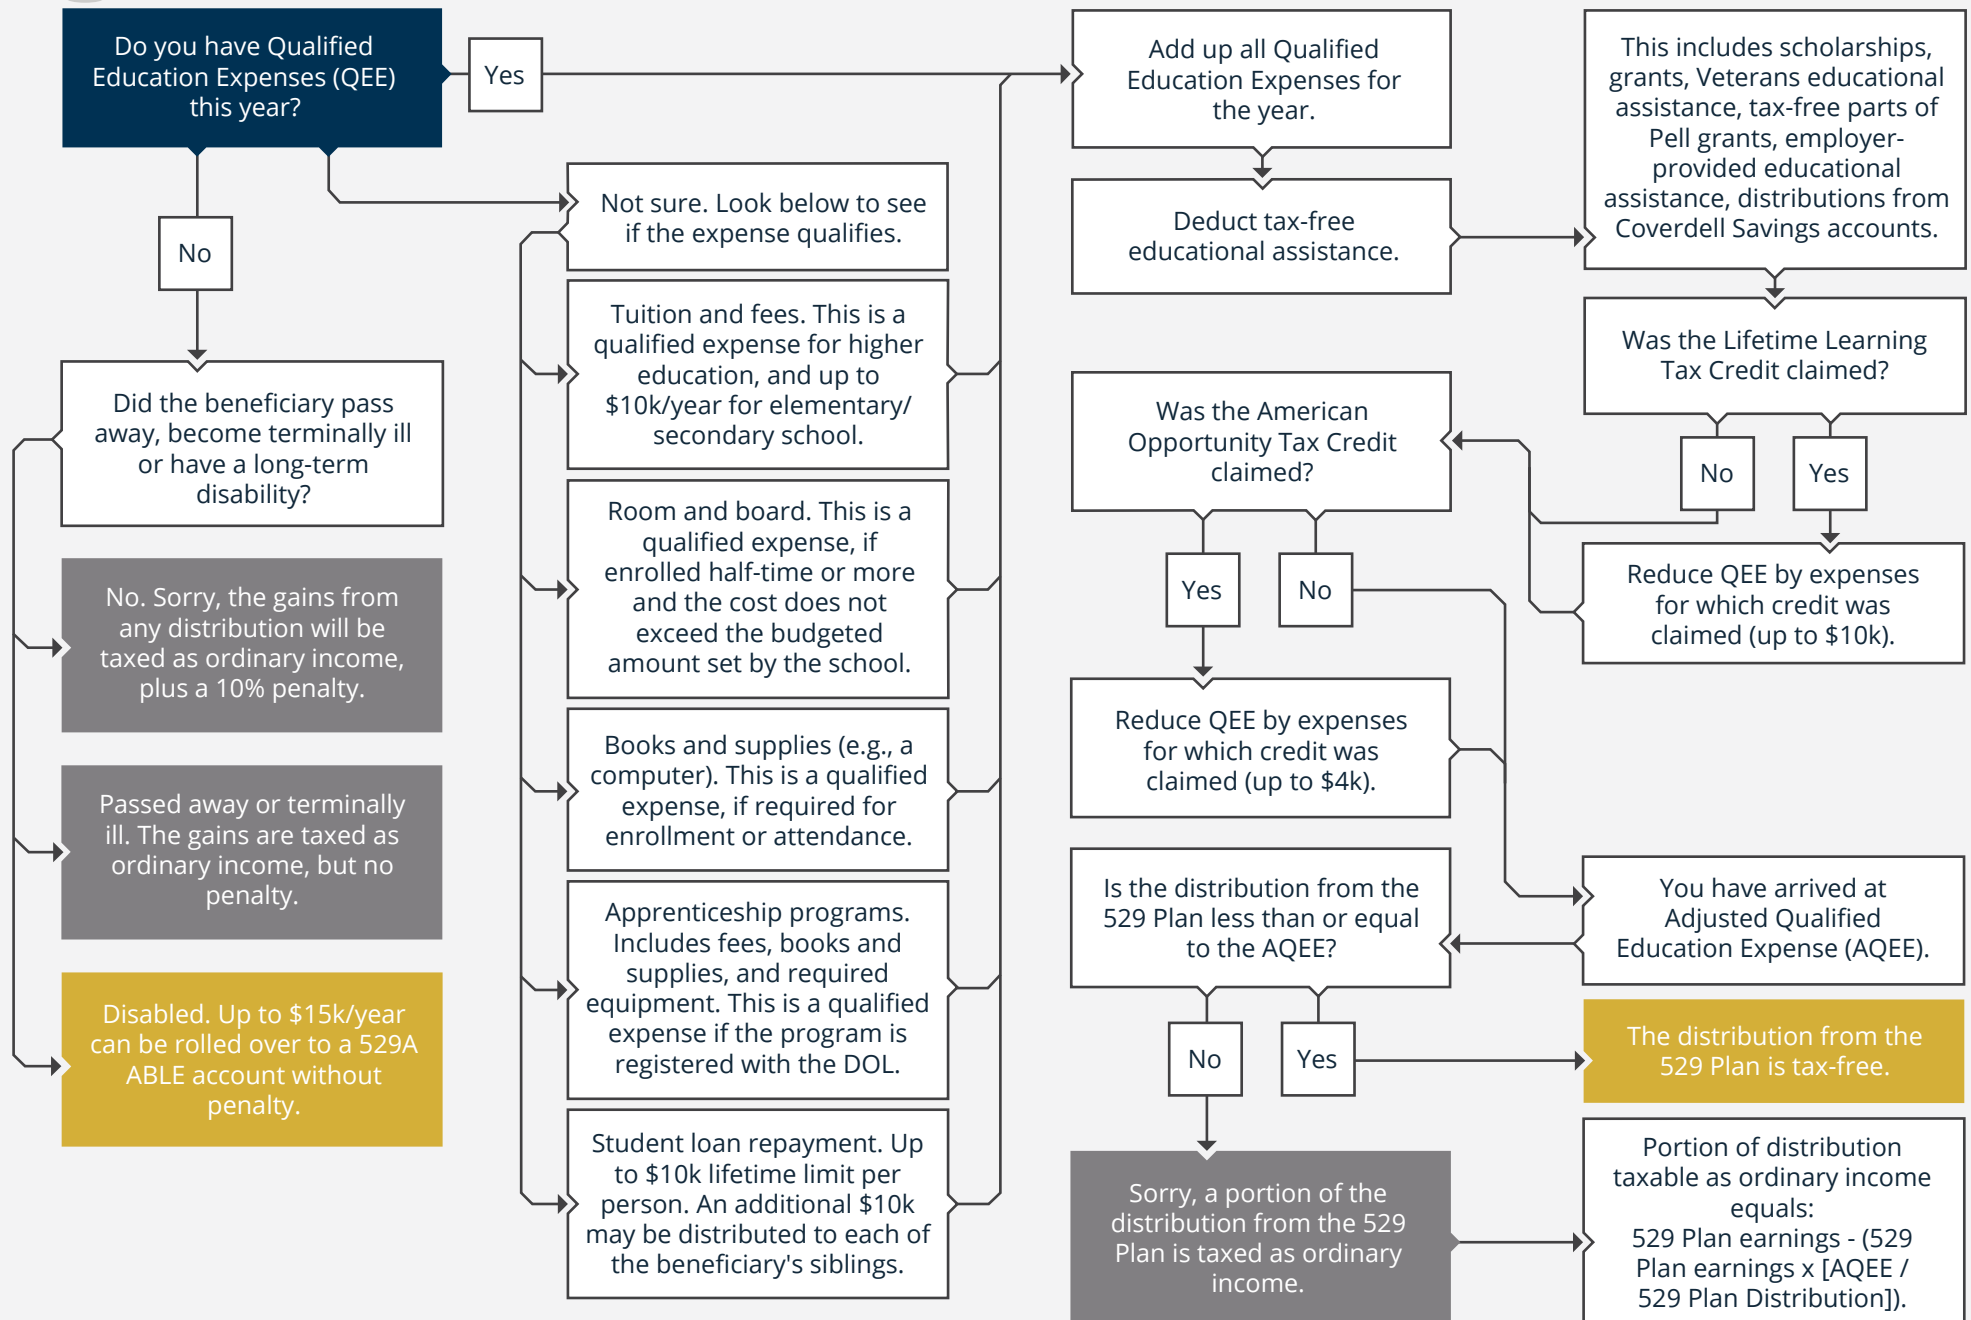 Do you have Qualified
Education Expenses (QEE)
this year?
Yes
No
Did the beneficiary pass
away, become terminally ill
or have a long-term
disability?
No. Sorry, the gains from
any distribution will be
taxed as ordinary income,
plus a 10% penalty.
Passed away or terminally
ill. The gains are taxed as
ordinary income, but no
penalty.
Disabled. Up to $15k/year
can be rolled over to a 529A
ABLE account without
penalty.
Not sure. Look below to see
if the expense qualifies.
Tuition and fees. This is a
qualified expense for higher
education, and up to
$10k/year for elementary/
secondary school.
Room and board. This is a
qualified expense, if
enrolled half-time or more
and the cost does not
exceed the budgeted
amount set by the school.
Books and supplies (e.g., a
computer). This is a qualified
expense, if required for
enrollment or attendance.
Apprenticeship programs.
Includes fees, books and
supplies, and required
equipment. This is a qualified
expense if the program is
registered with the DOL.
Student loan repayment. Up
to $10k lifetime limit per
person. An additional $10k
may be distributed to each of
the beneficiary's siblings.
Add up all Qualified
Education Expenses for
the year.
Deduct tax-free
educational assistance.
This includes scholarships,
grants, Veterans educational
assistance, tax-free parts of
Pell grants, employer-
provided educational
assistance, distributions from
Coverdell Savings accounts.
Was the Lifetime Learning
Tax Credit claimed?
No
Yes
Reduce QEE by expenses
for which credit was
claimed (up to $10k).
Was the American
Opportunity Tax Credit
claimed?
Yes
No
Reduce QEE by expenses
for which credit was
claimed (up to $4k).
You have arrived at
Adjusted Qualified
Education Expense (AQEE).
Is the distribution from the
529 Plan less than or equal
to the AQEE?
No
Yes
The distribution from the
529 Plan is tax-free.
Sorry, a portion of the
distribution from the 529
Plan is taxed as ordinary
income.
Portion of distribution
taxable as ordinary income
equals:
529 Plan earnings - (529
Plan earnings x [AQEE /
529 Plan Distribution]).